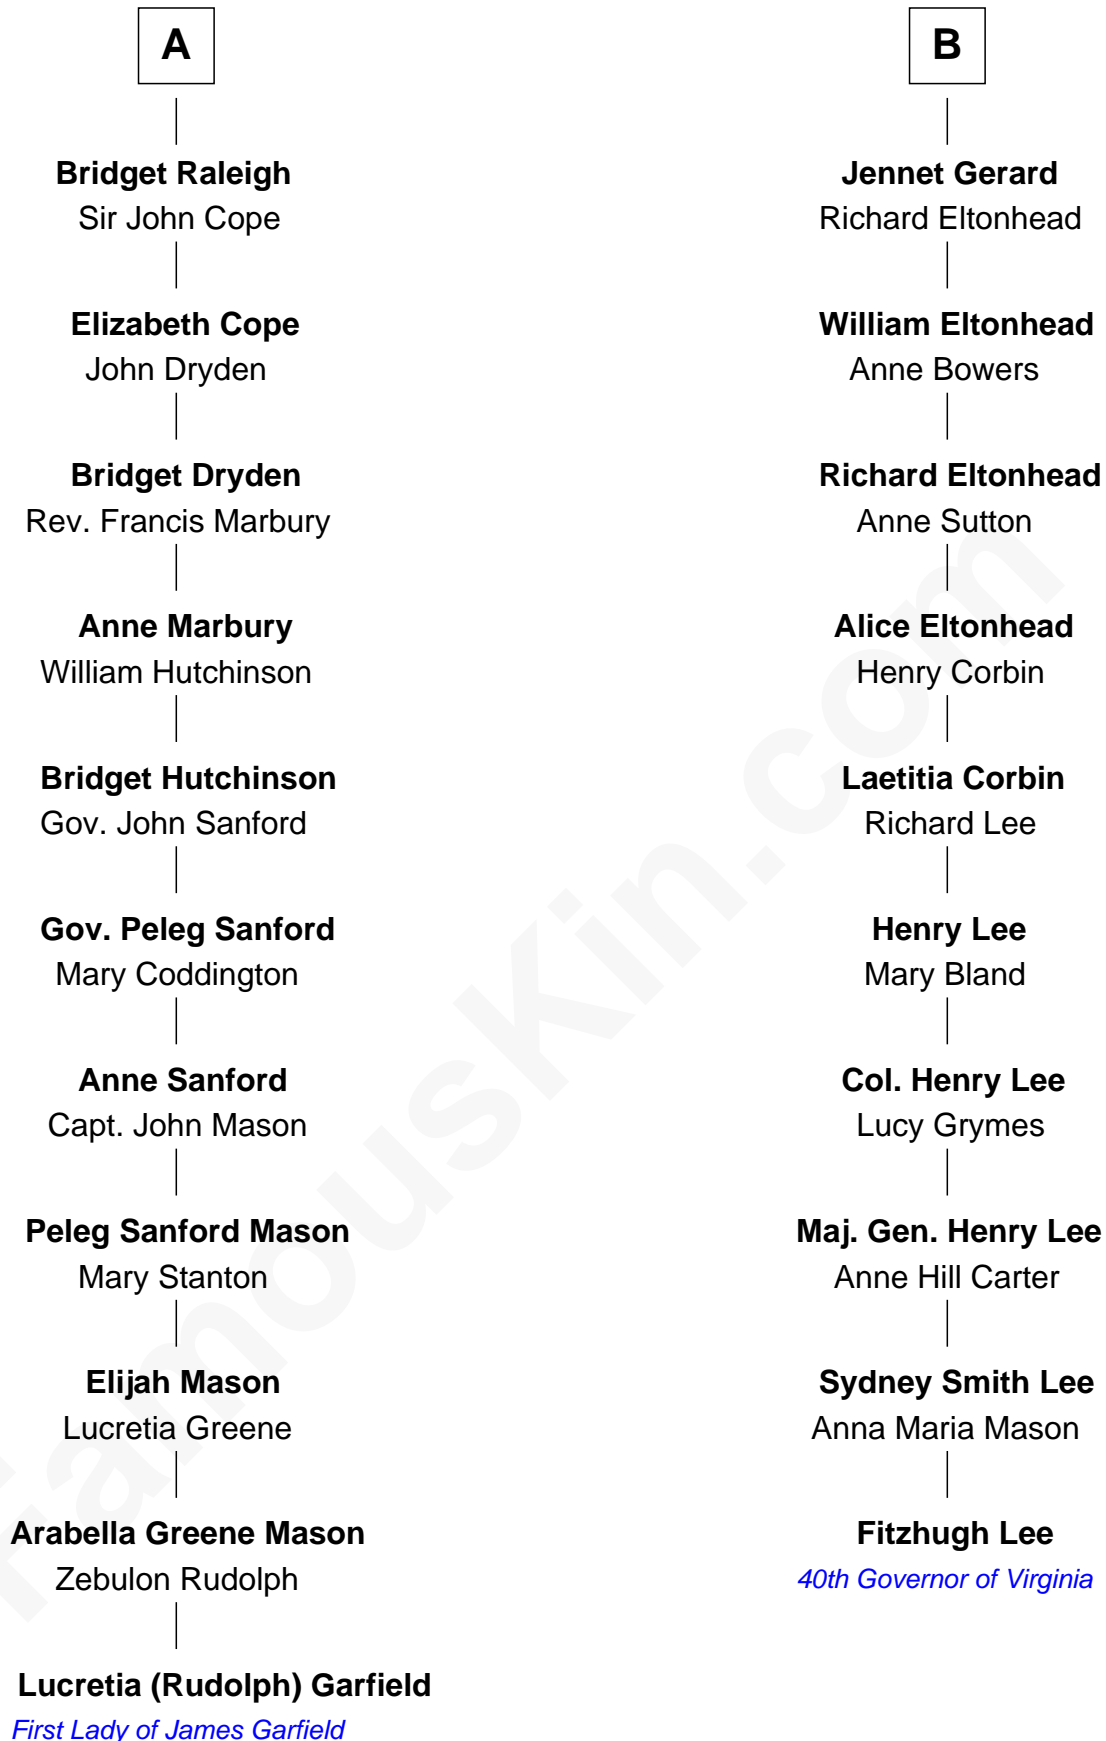 A
Bridget Raleigh
Sir John Cope
Elizabeth Cope
John Dryden
Bridget Dryden
Rev. Francis Marbury
Anne Marbury
William Hutchinson
Bridget Hutchinson
Gov. John Sanford
Gov. Peleg Sanford
Mary Coddington
Anne Sanford
Capt. John Mason
Peleg Sanford Mason
Mary Stanton
Elijah Mason
Lucretia Greene
Arabella Greene Mason
Zebulon Rudolph
Lucretia (Rudolph) Garfield
First Lady of James Garfield
B
Jennet Gerard
Richard Eltonhead
William Eltonhead
Anne Bowers
Richard Eltonhead
Anne Sutton
Alice Eltonhead
Henry Corbin
Laetitia Corbin
Richard Lee
Henry Lee
Mary Bland
Col. Henry Lee
Lucy Grymes
Maj. Gen. Henry Lee
Anne Hill Carter
Sydney Smith Lee
Anna Maria Mason
Fitzhugh Lee
40th Governor of Virginia
FamousKin.com